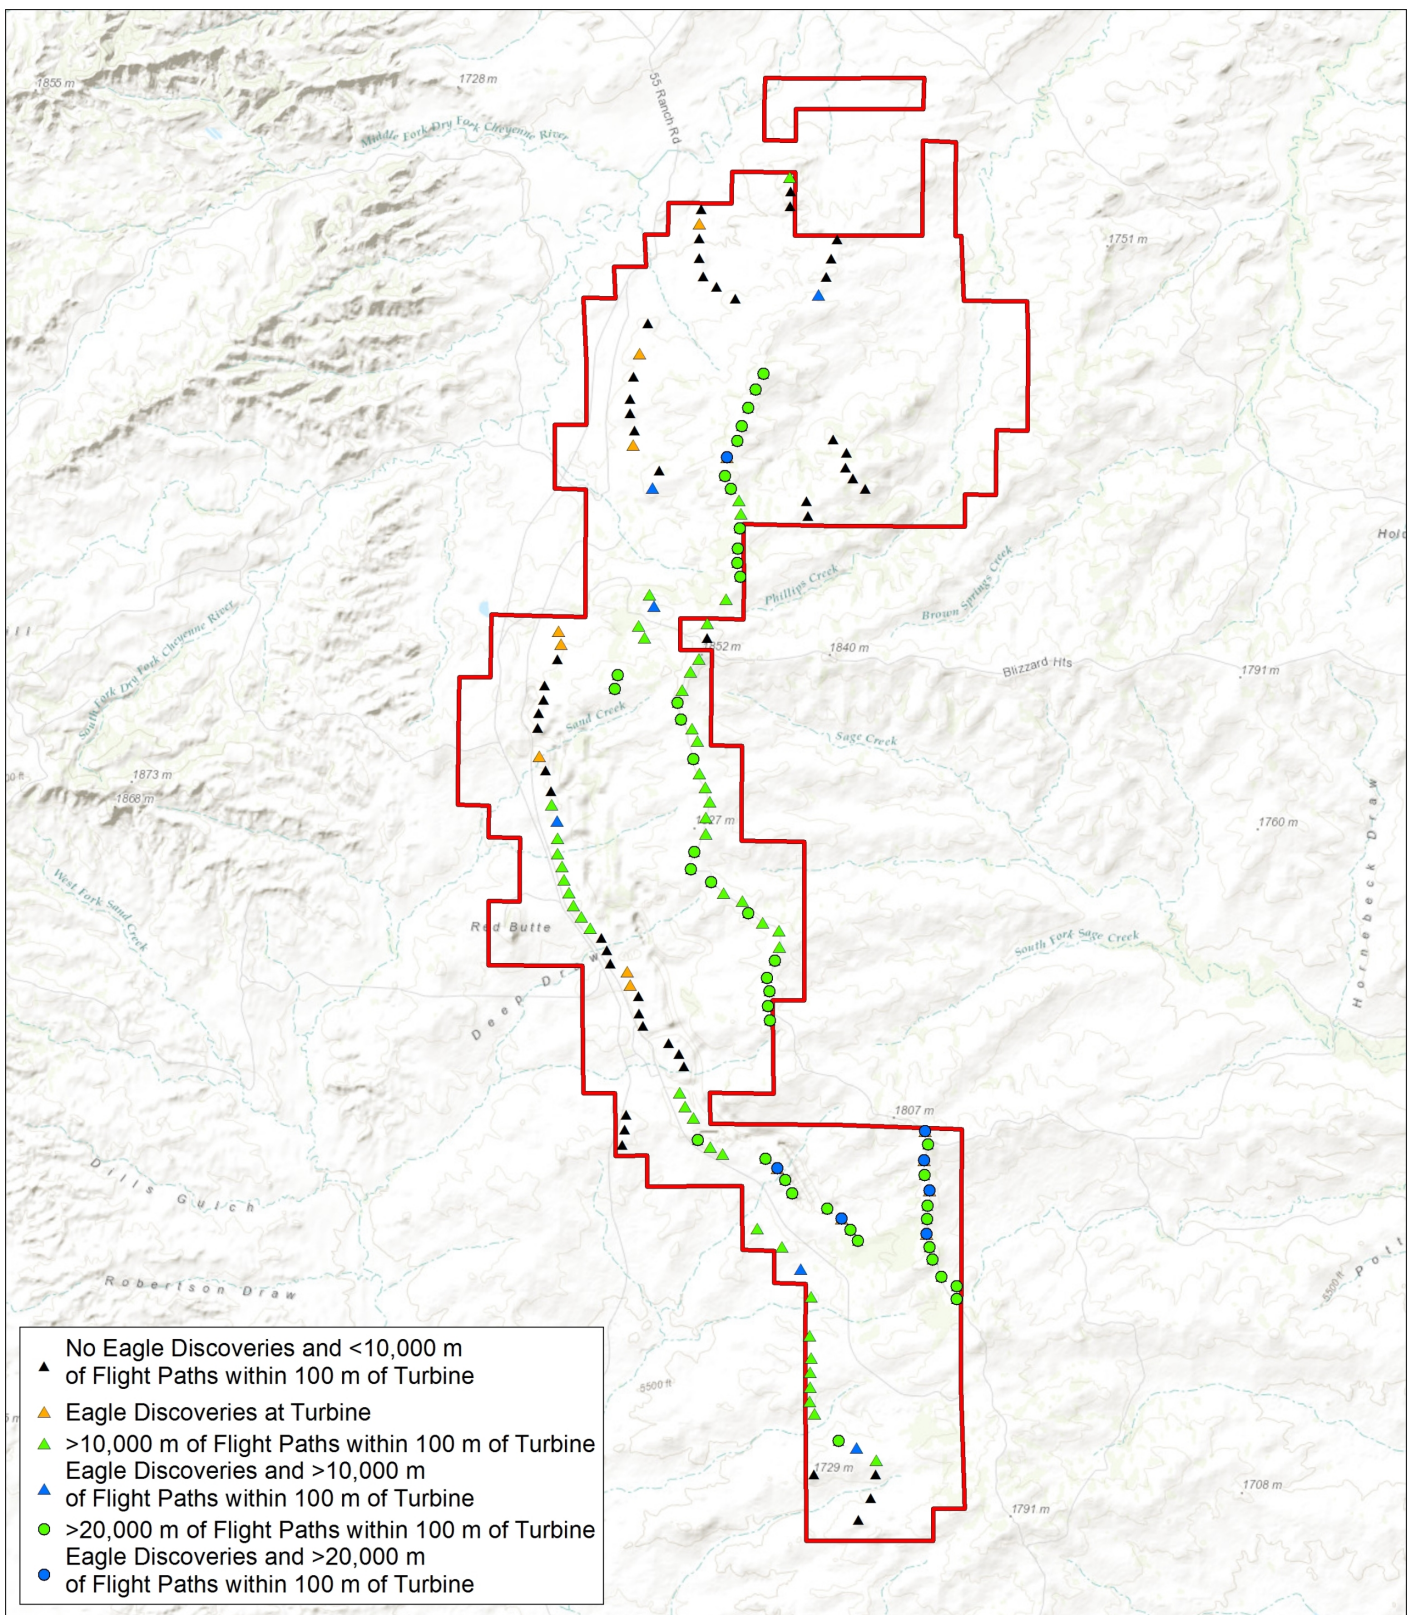 1855 m
1728 m
55 Ranch Rd
Middle Fork Dry Fork Cheyenne River
1751 m
Phillips Creek
Brown Springs Creek
South Fork Dry Fork Cheyenne River
1852 m
1840 m
Blizzard Hts
1791 m
Sand Creek
Sage Creek
1873 m
1868 m
1760 m
West Fork Sand Creek
Hornebeck Draw
Red Butte
South Fork Sage Creek
Deep Draw
1807 m
Dills Gulch
Robertson Draw
5500 ft
5500 ft
1729 m
1708 m
1791 m
No Eagle Discoveries and <10,000 m
of Flight Paths within 100 m of Turbine
Eagle Discoveries at Turbine
>10,000 m of Flight Paths within 100 m of Turbine
Eagle Discoveries and >10,000 m
of Flight Paths within 100 m of Turbine
>20,000 m of Flight Paths within 100 m of Turbine
Eagle Discoveries and >20,000 m
of Flight Paths within 100 m of Turbine